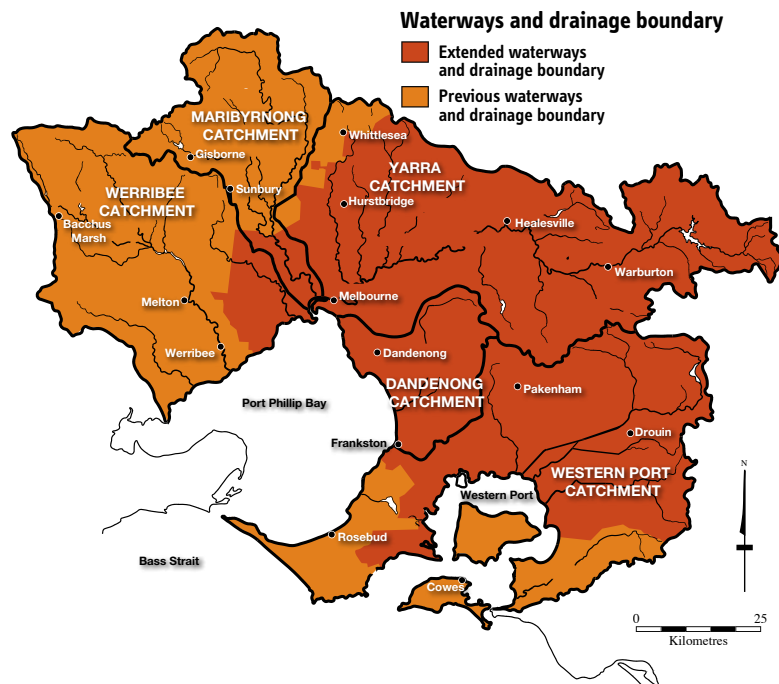 Waterways and drainage boundary
Extended waterways
and drainage boundary
Previous waterways
and drainage boundary
MARIBYRNONG
CATCHMENT
Whittlesea
Gisborne
YARRA
CATCHMENT
WERRIBEE
CATCHMENT
Sunbury
Hurstbridge
Bacchus
Marsh
Healesville
Warburton
Melton
Melbourne
Werribee
Dandenong
DANDENONG
CATCHMENT
Pakenham
Port Phillip Bay
Frankston
Drouin
WESTERN PORT
CATCHMENT
Western Port
N
Rosebud
Bass Strait
Cowes
0
25
Kilometres